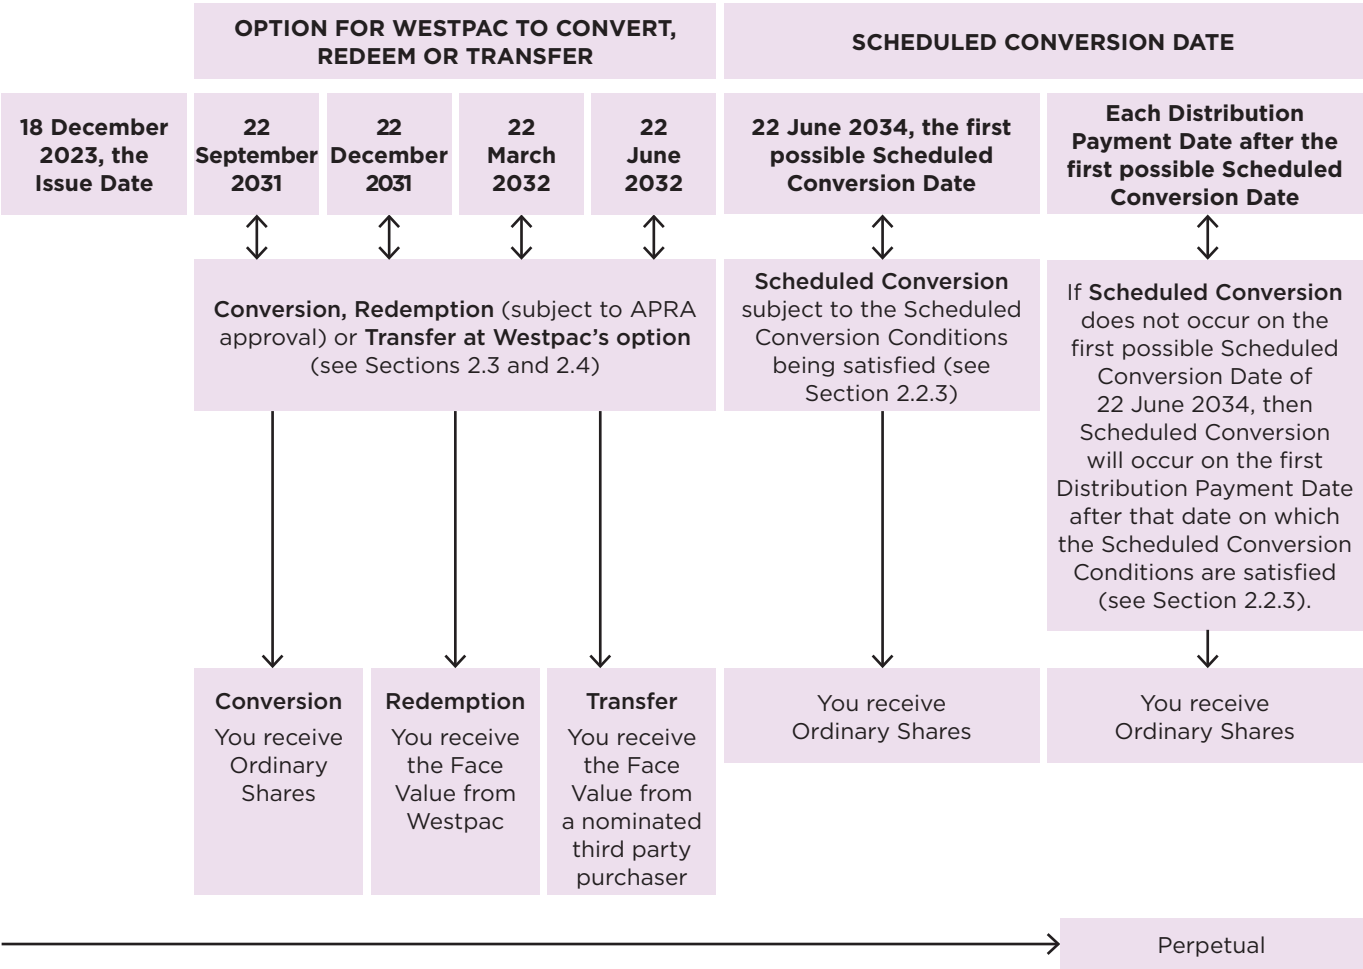 OPTION FOR WESTPAC TO CONVERT,
REDEEM OR TRANSFER
SCHEDULED CONVERSION DATE
18 December
2023, the
Issue Date
22
September
2031
22
December
2031
22
March
2032
22
June
2032
22 June 2034, the first
possible Scheduled
Conversion Date
Each Distribution
Payment Date after the
first possible Scheduled
Conversion Date
Conversion, Redemption (subject to APRA
approval) or Transfer at Westpac's option
(see Sections 2.3 and 2.4)
Scheduled Conversion
subject to the Scheduled
Conversion Conditions
being satisfied (see
Section 2.2.3)
If Scheduled Conversion
does not occur on the
first possible Scheduled
Conversion Date of
22 June 2034, then
Scheduled Conversion
will occur on the first
Distribution Payment Date
after that date on which
the Scheduled Conversion
Conditions are satisfied
(see Section 2.2.3).
Conversion
You receive
Ordinary
Shares
Redemption
You receive
the Face
Value from
Westpac
Transfer
You receive
the Face
Value from
a nominated
third party
purchaser
You receive
Ordinary Shares
You receive
Ordinary Shares
Perpetual